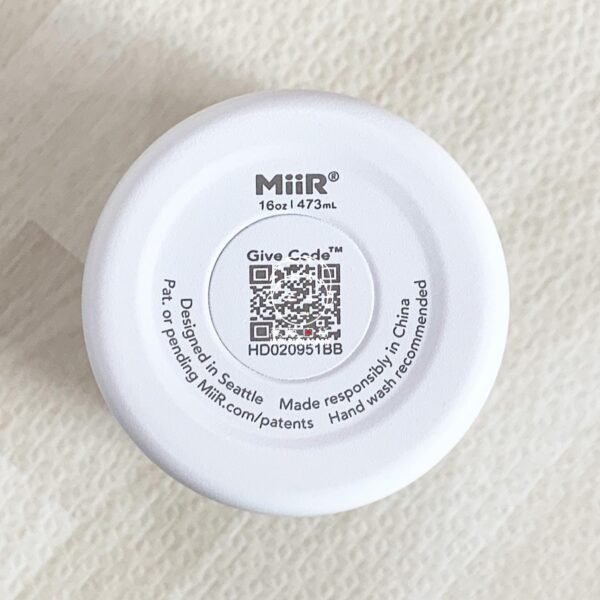 MiiR®
16oz | 473mL
Give Code™
HD020951BB
Designed in Seattle
Made responsibly in China
Pat. or pending MiiR.com/patents
Hand wash recommended